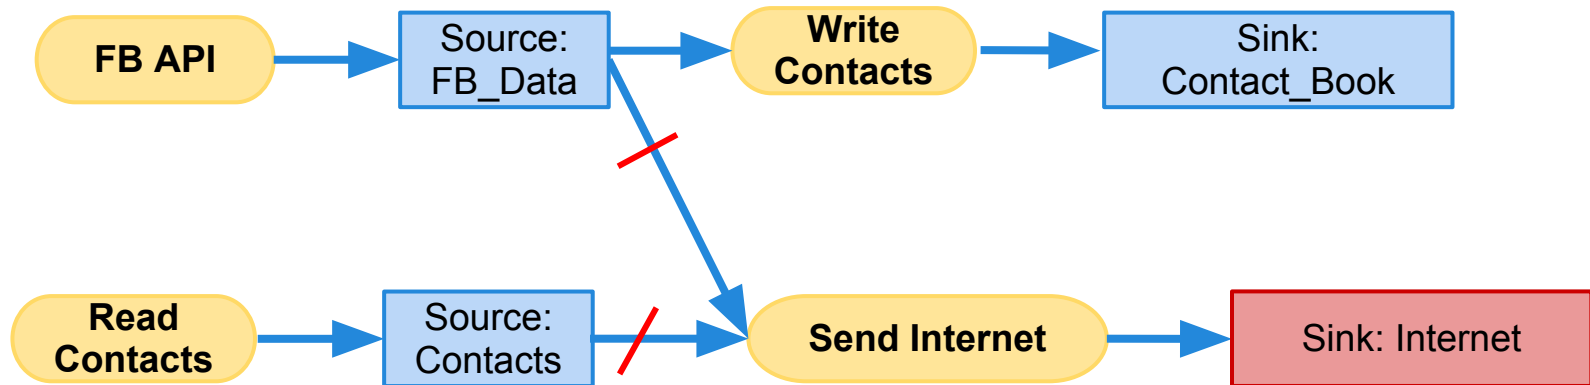 FB API
Source:
FB_Data
Write
Contacts
Sink:
Contact_Book
Read
Contacts
Source:
Contacts
Send Internet
Sink: Internet